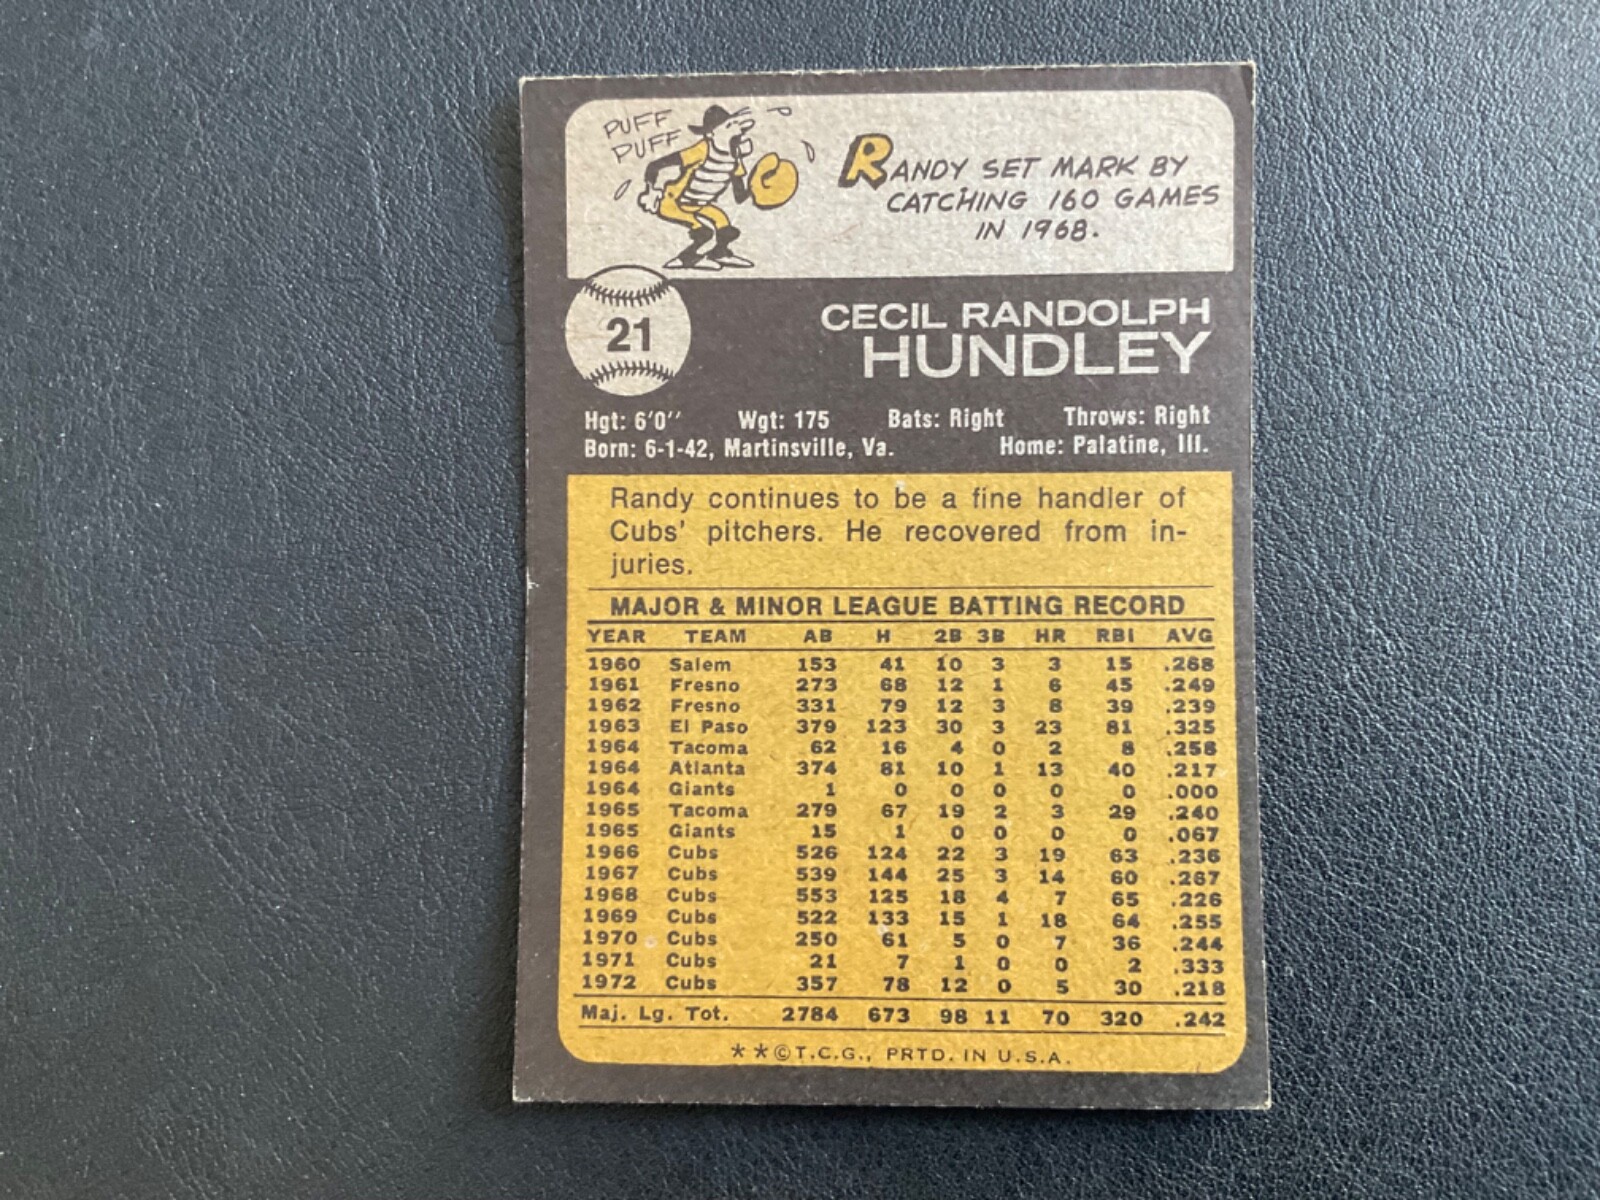 PUFF
PUFF
RANDY SET MARK BY
CATCHING 160 GAMES
IN 1968.
21
CECIL RANDOLPH
HUNDLEY
Hgt: 6'0'' Wgt: 175 Bats: Right Throws: Right
Born: 6-1-42, Martinsville, Va. Home: Palatine, Ill.
Randy continues to be a fine handler of
Cubs' pitchers. He recovered from in-
juries.
MAJOR & MINOR LEAGUE BATTING RECORD
YEAR TEAM AB H 2B 3B HR RBI AVG
1960 Salem 153 41 10 3 3 15 .268
1961 Fresno 273 68 12 1 6 45 .249
1962 Fresno 331 79 12 3 8 39 .239
1963 El Paso 379 123 30 3 23 81 .325
1964 Tacoma 62 16 4 0 2 8 .258
1964 Atlanta 374 81 10 1 13 40 .217
1964 Giants 1 0 0 0 0 0 .000
1965 Tacoma 279 67 19 2 3 29 .240
1965 Giants 15 1 0 0 0 0 .067
1966 Cubs 526 124 22 3 19 63 .236
1967 Cubs 539 144 25 3 14 60 .267
1968 Cubs 553 125 18 4 7 65 .226
1969 Cubs 522 133 15 1 18 64 .255
1970 Cubs 250 61 5 0 7 36 .244
1971 Cubs 21 7 1 0 0 2 .333
1972 Cubs 357 78 12 0 5 30 .218
Maj. Lg. Tot. 2784 673 98 11 70 320 .242
**©T.C.G., PRTD. IN U.S.A.